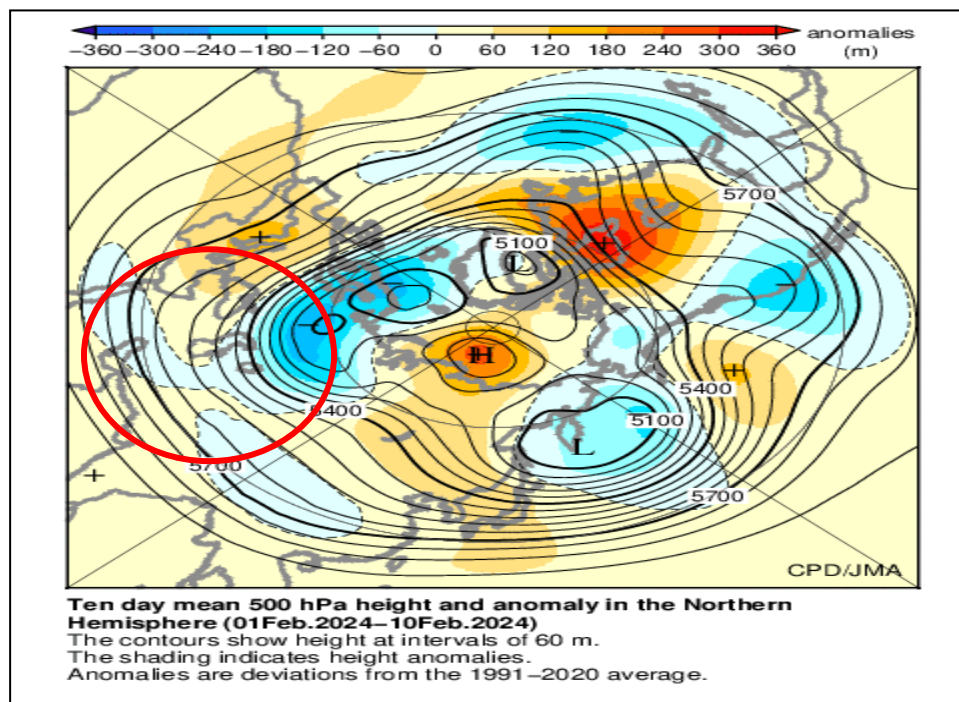 anomalies
−360 −300 −240 −180 −120 −60 0 60 120 180 240 300 360 (m)
5700
5100
L
H
5400
5400
5100
L
5700
5700
CPD/JMA
Ten day mean 500 hPa height and anomaly in the Northern
Hemisphere (01Feb.2024−10Feb.2024)
The contours show height at intervals of 60 m.
The shading indicates height anomalies.
Anomalies are deviations from the 1991−2020 average.